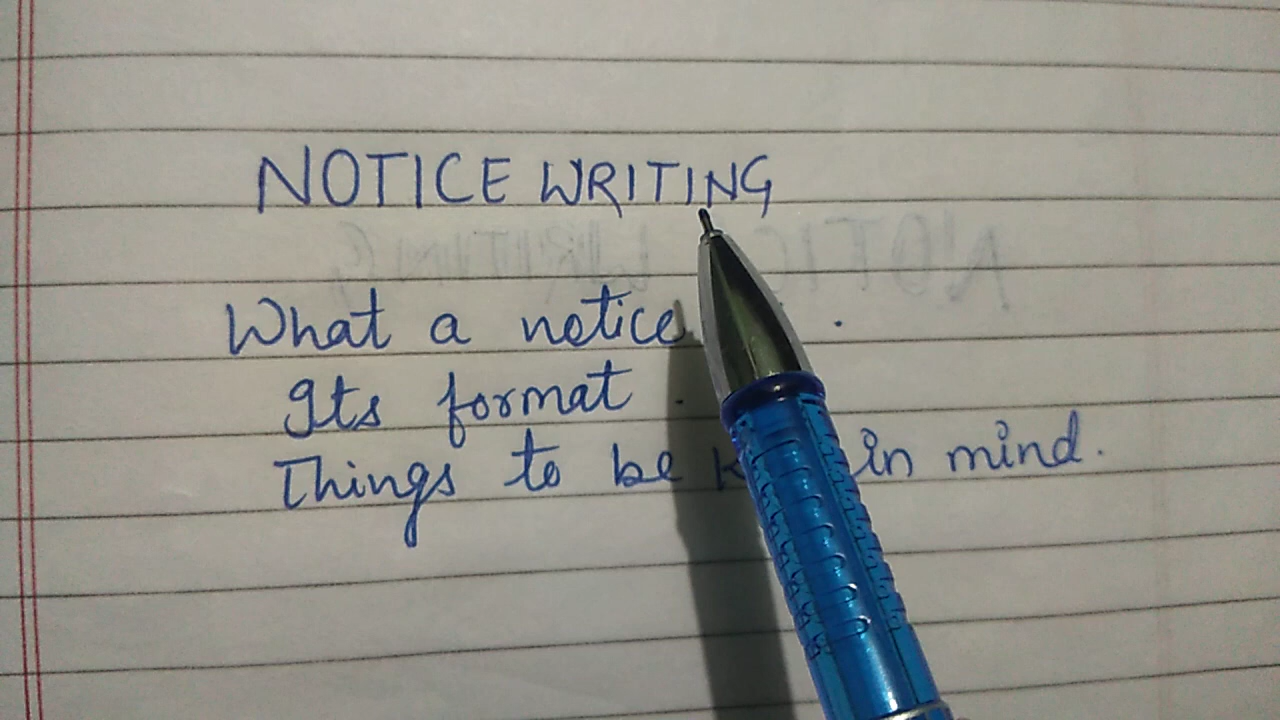 NOTICE WRITING
What a notice .
Its format .
Things to be in mind.